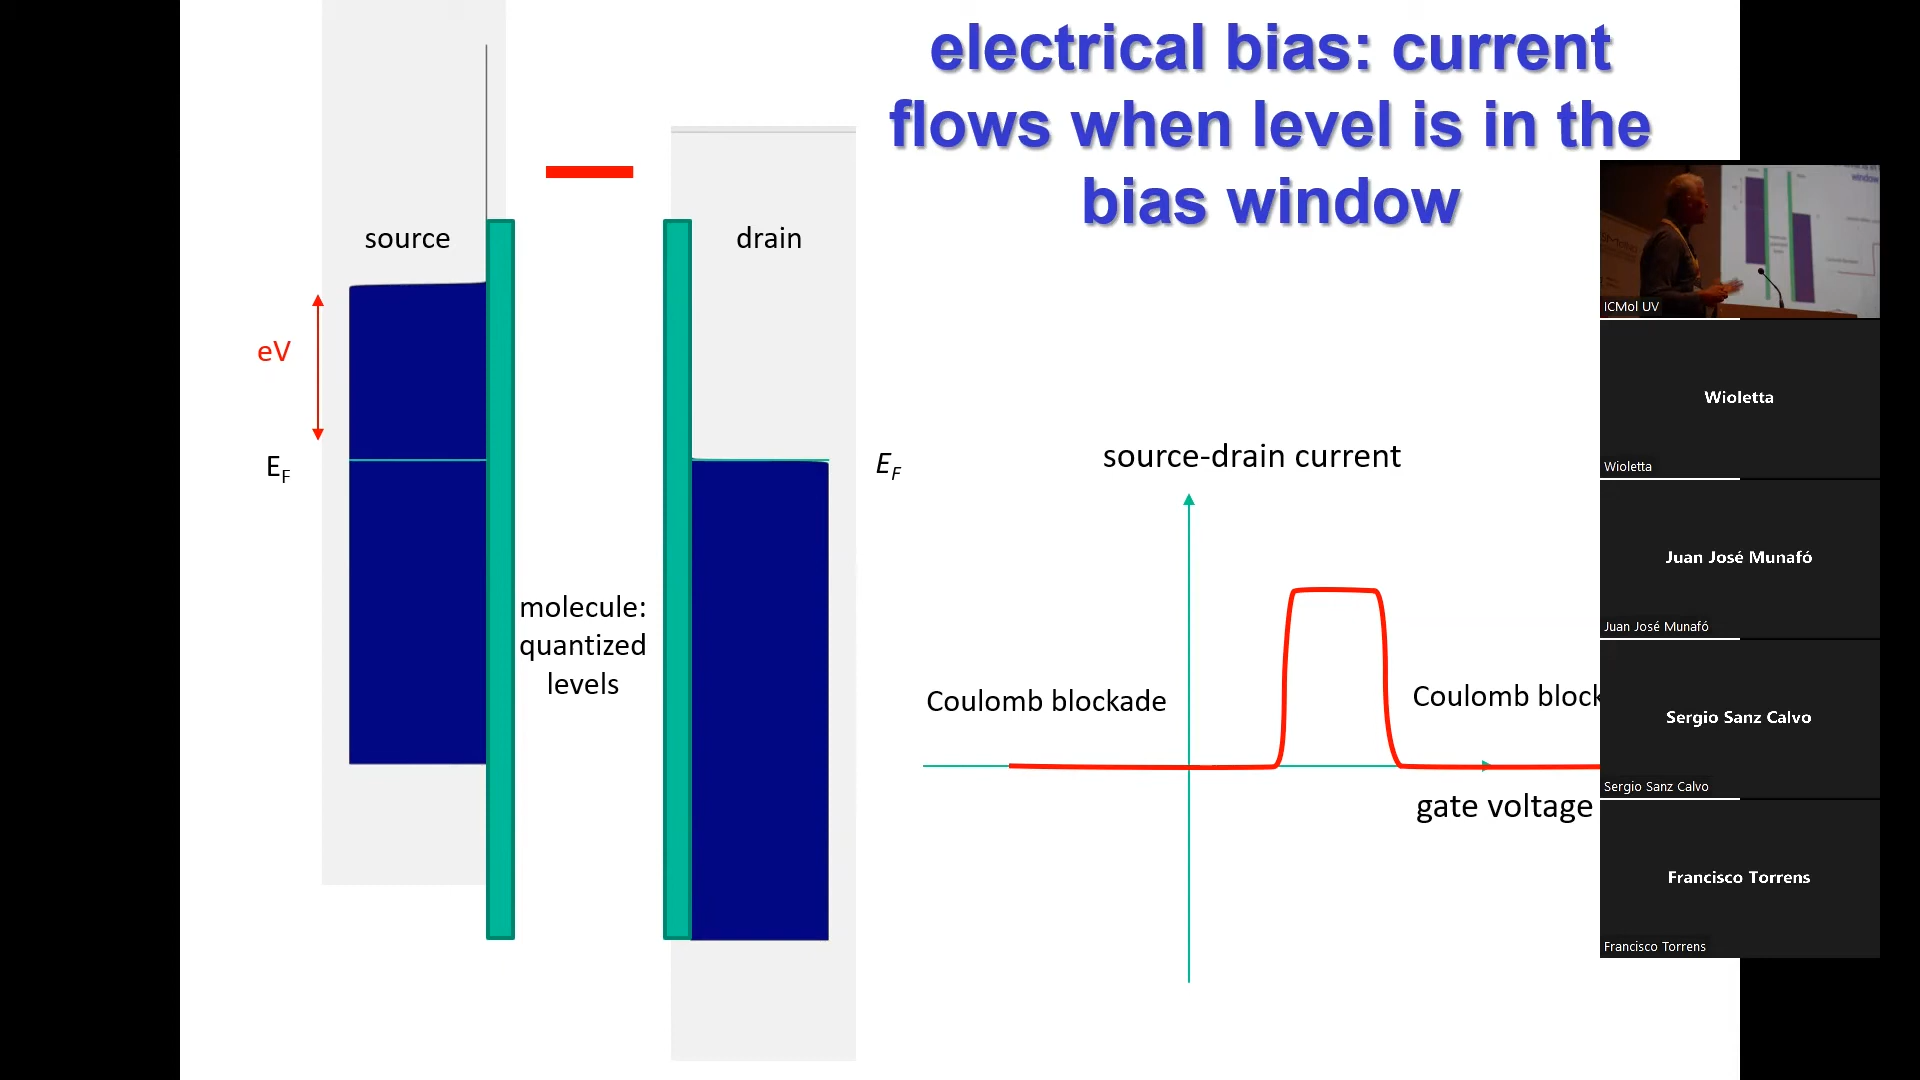 electrical bias: current
flows when level is in the
bias window
source
drain
eV
E_F
E_F
molecule:
quantized
levels
source-drain current
Coulomb blockade
Coulomb block
gate voltage
ICMol UV
Wioletta
Wioletta
Juan José Munafó
Juan José Munafó
Sergio Sanz Calvo
Sergio Sanz Calvo
Francisco Torrens
Francisco Torrens